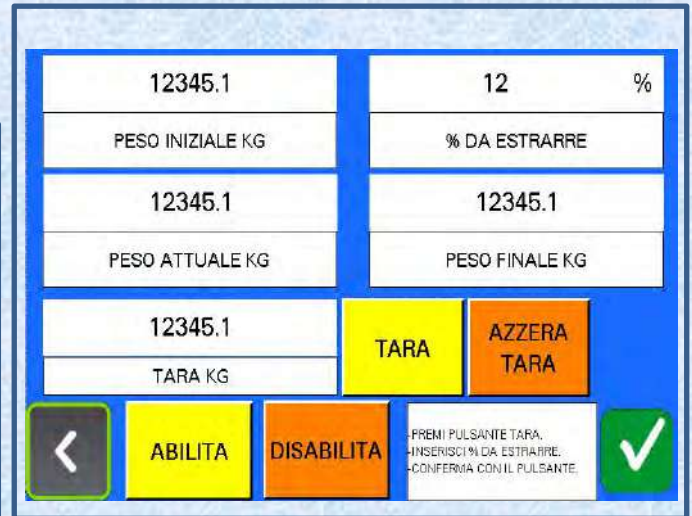 12345.1
12 %
PESO INIZIALE KG
% DA ESTRARRE
12345.1
12345.1
PESO ATTUALE KG
PESO FINALE KG
12345.1
TARA KG
TARA
AZZERA
TARA
ABILITA
DISABILITA
-PREMI PULSANTE TARA.
-INSERISCI % DA ESTRARRE.
-CONFERMA CON IL PULSANTE.